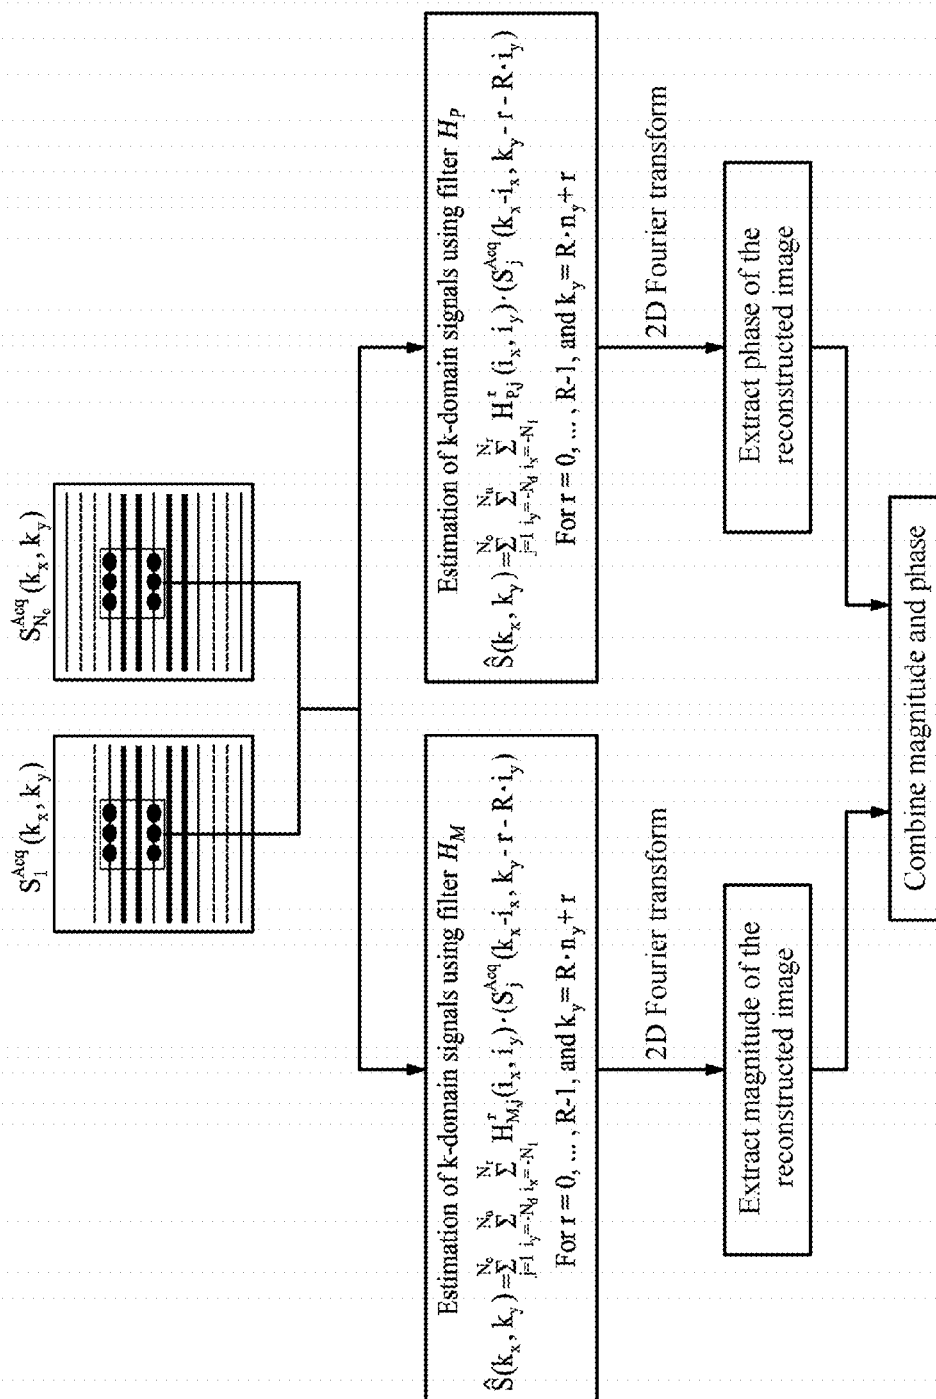 S_1^Acq (k_x, k_y)
S_{N_c}^Acq (k_x, k_y)
Estimation of k-domain signals using filter H_M
Ŝ(k_x, k_y) = Σ_{j=1}^{N_c} Σ_{i_y=-N_d}^{N_u} Σ_{i_x=-N_l}^{N_r} H_{M,j}^r (i_x, i_y)·(S_j^Acq (k_x-i_x, k_y - r - R·i_y)
For r = 0, ..., R-1, and k_y = R·n_y + r
Estimation of k-domain signals using filter H_P
Ŝ(k_x, k_y) = Σ_{j=1}^{N_c} Σ_{i_y=-N_d}^{N_u} Σ_{i_x=-N_l}^{N_r} H_{P,j}^r (i_x, i_y)·(S_j^Acq (k_x-i_x, k_y - r - R·i_y)
For r = 0, ..., R-1, and k_y = R·n_y + r
2D Fourier transform
2D Fourier transform
Extract magnitude of the
reconstructed image
Extract phase of the
reconstructed image
Combine magnitude and phase